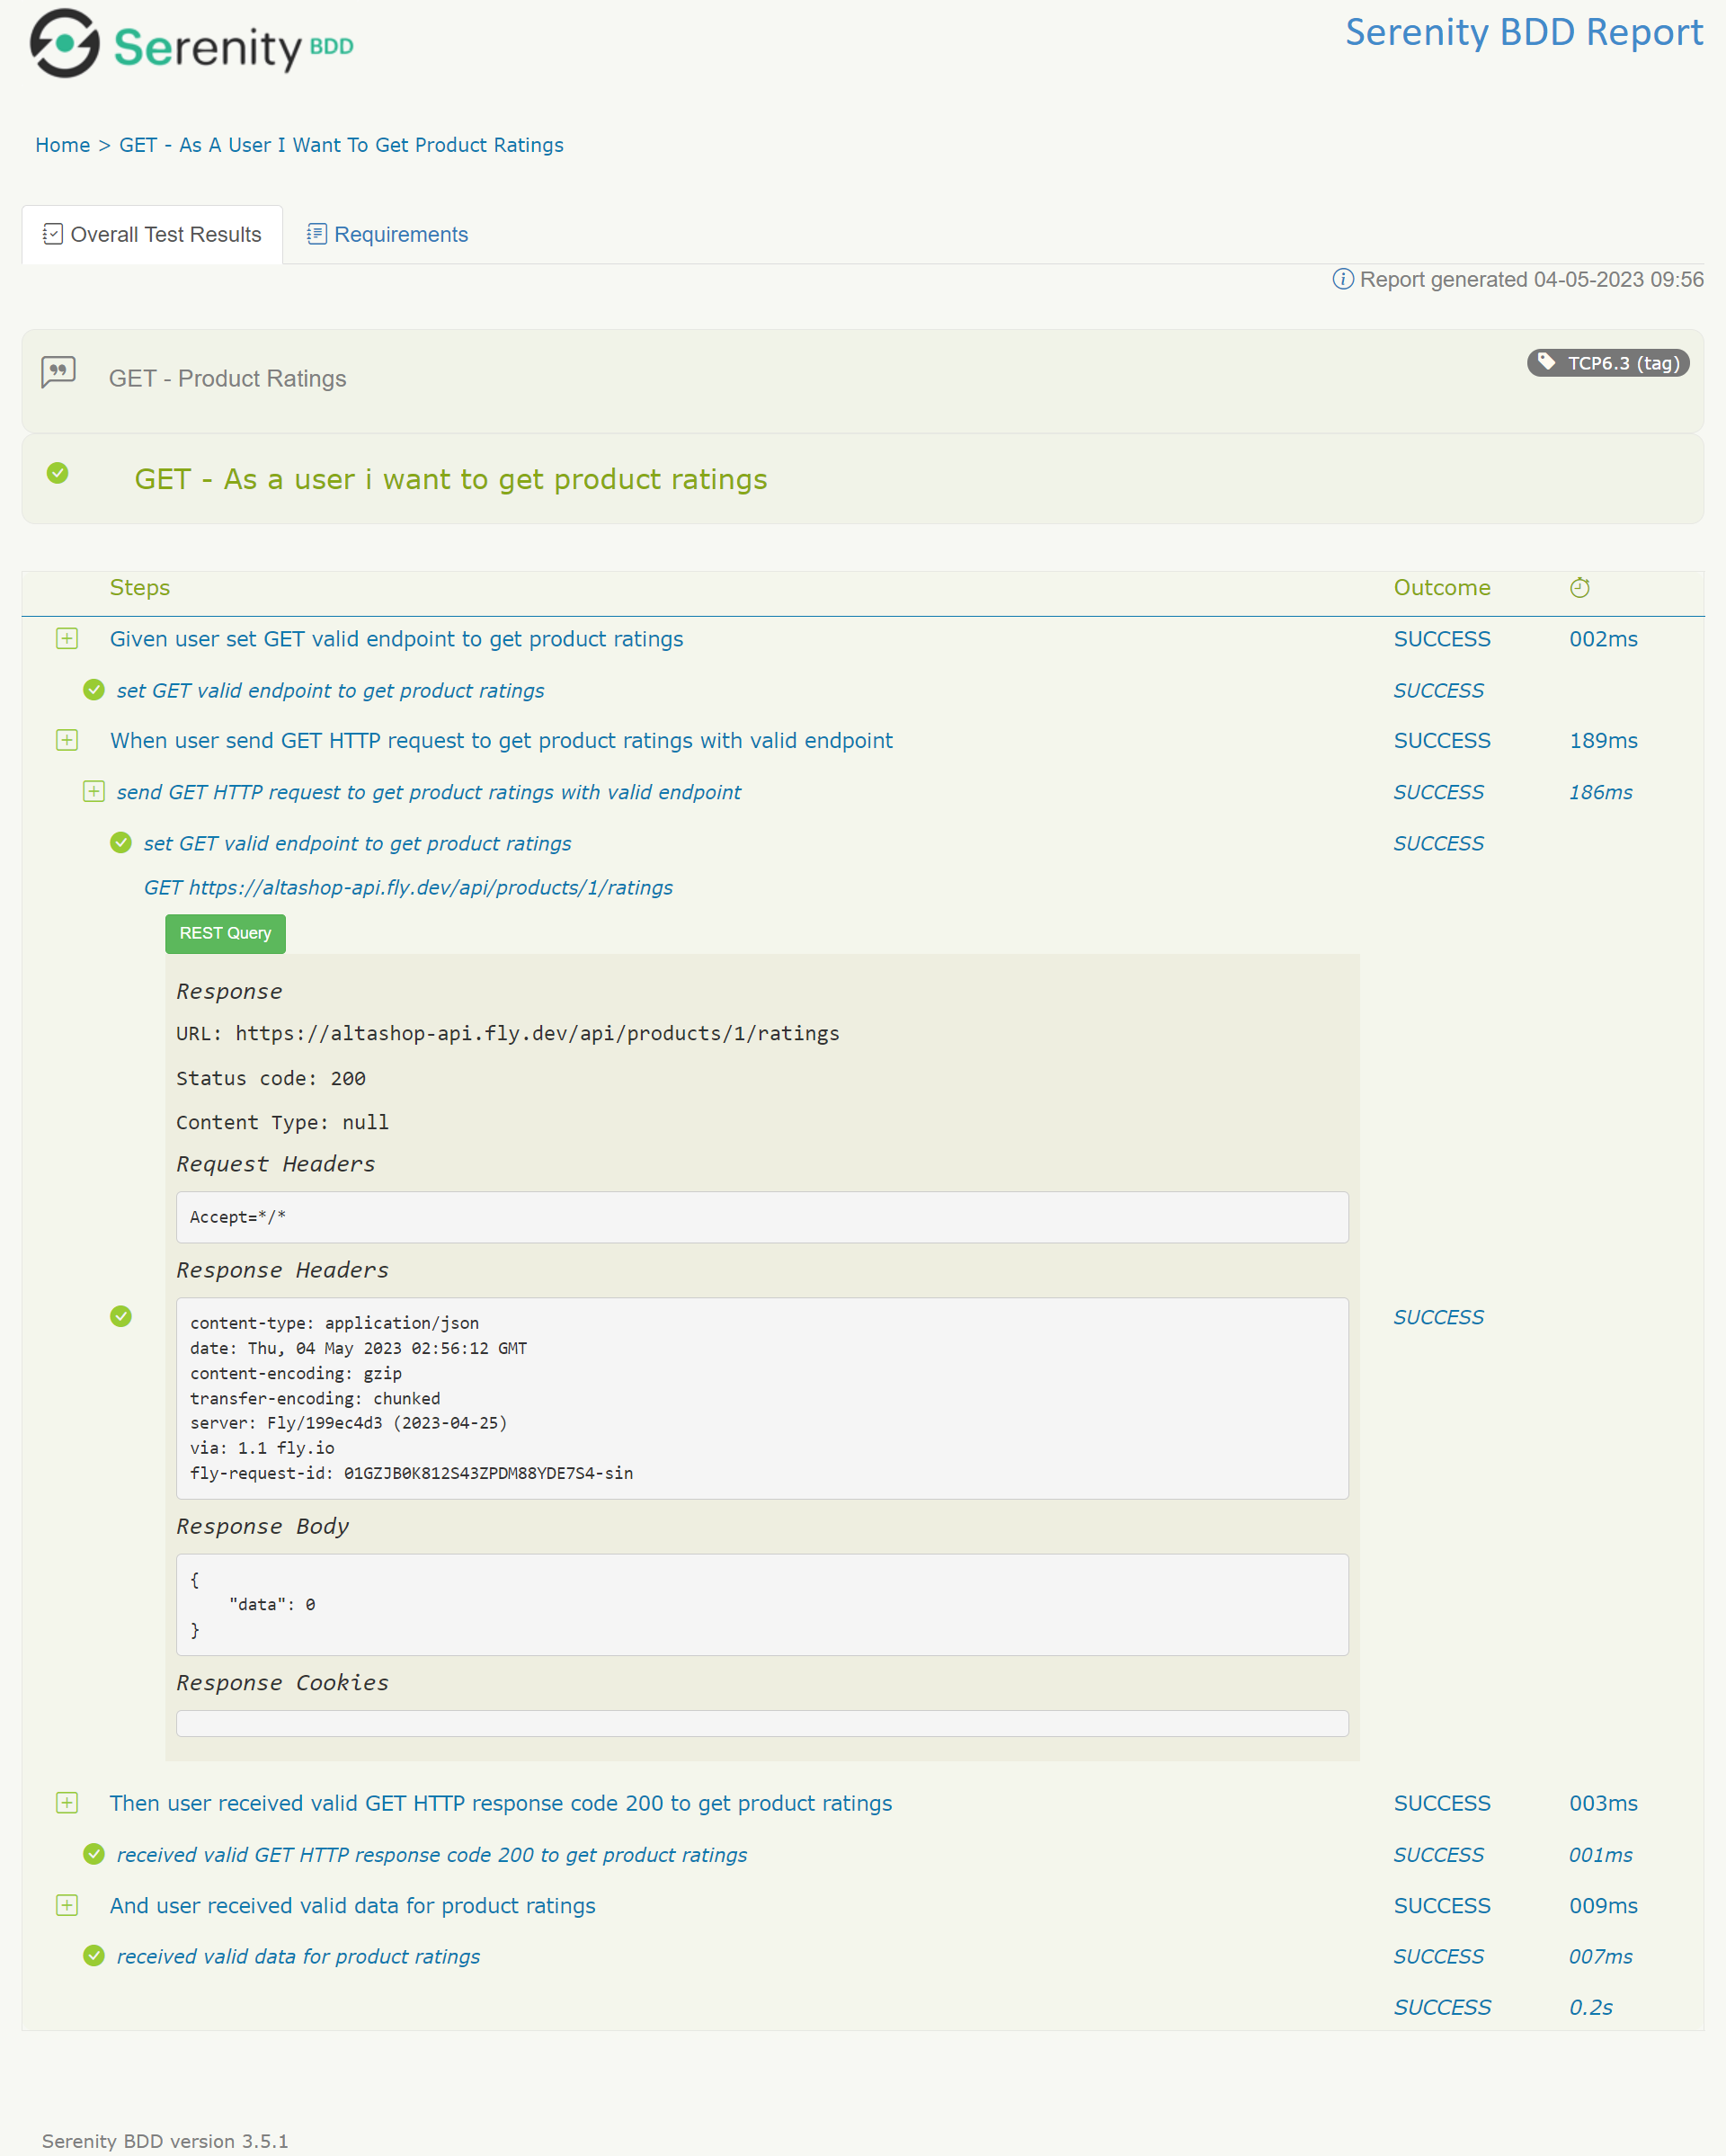 Serenity BDD
Serenity BDD Report
Home > GET - As A User I Want To Get Product Ratings
Overall Test Results
Requirements
Report generated 04-05-2023 09:56
GET - Product Ratings
TCP6.3 (tag)
GET - As a user i want to get product ratings
Steps Outcome
Given user set GET valid endpoint to get product ratings SUCCESS 002ms
set GET valid endpoint to get product ratings SUCCESS
When user send GET HTTP request to get product ratings with valid endpoint SUCCESS 189ms
send GET HTTP request to get product ratings with valid endpoint SUCCESS 186ms
set GET valid endpoint to get product ratings SUCCESS
GET https://altashop-api.fly.dev/api/products/1/ratings
REST Query
Response
URL: https://altashop-api.fly.dev/api/products/1/ratings
Status code: 200
Content Type: null
Request Headers
Accept=*/*
Response Headers
content-type: application/json
date: Thu, 04 May 2023 02:56:12 GMT
content-encoding: gzip
transfer-encoding: chunked
server: Fly/199ec4d3 (2023-04-25)
via: 1.1 fly.io
fly-request-id: 01GZJB0K812S43ZPDM88YDE7S4-sin
SUCCESS
Response Body
{
"data": 0
}
Response Cookies
Then user received valid GET HTTP response code 200 to get product ratings SUCCESS 003ms
received valid GET HTTP response code 200 to get product ratings SUCCESS 001ms
And user received valid data for product ratings SUCCESS 009ms
received valid data for product ratings SUCCESS 007ms
SUCCESS 0.2s
Serenity BDD version 3.5.1